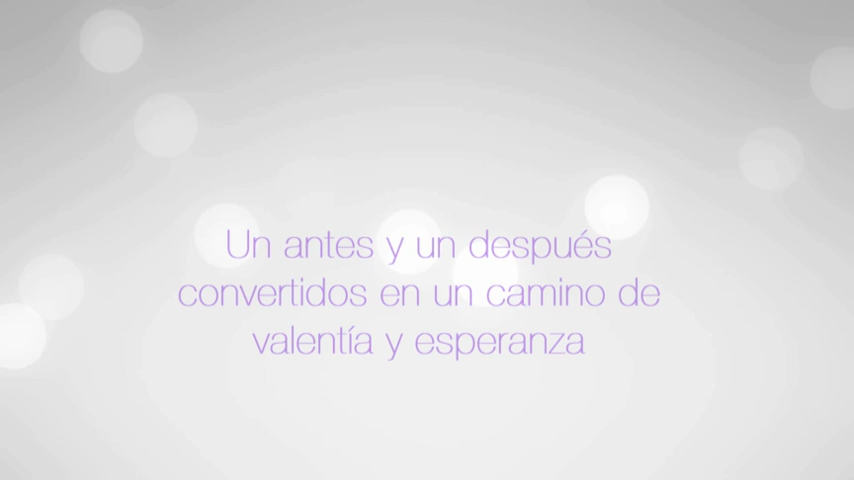 Un antes y un después
convertidos en un camino de
valentía y esperanza